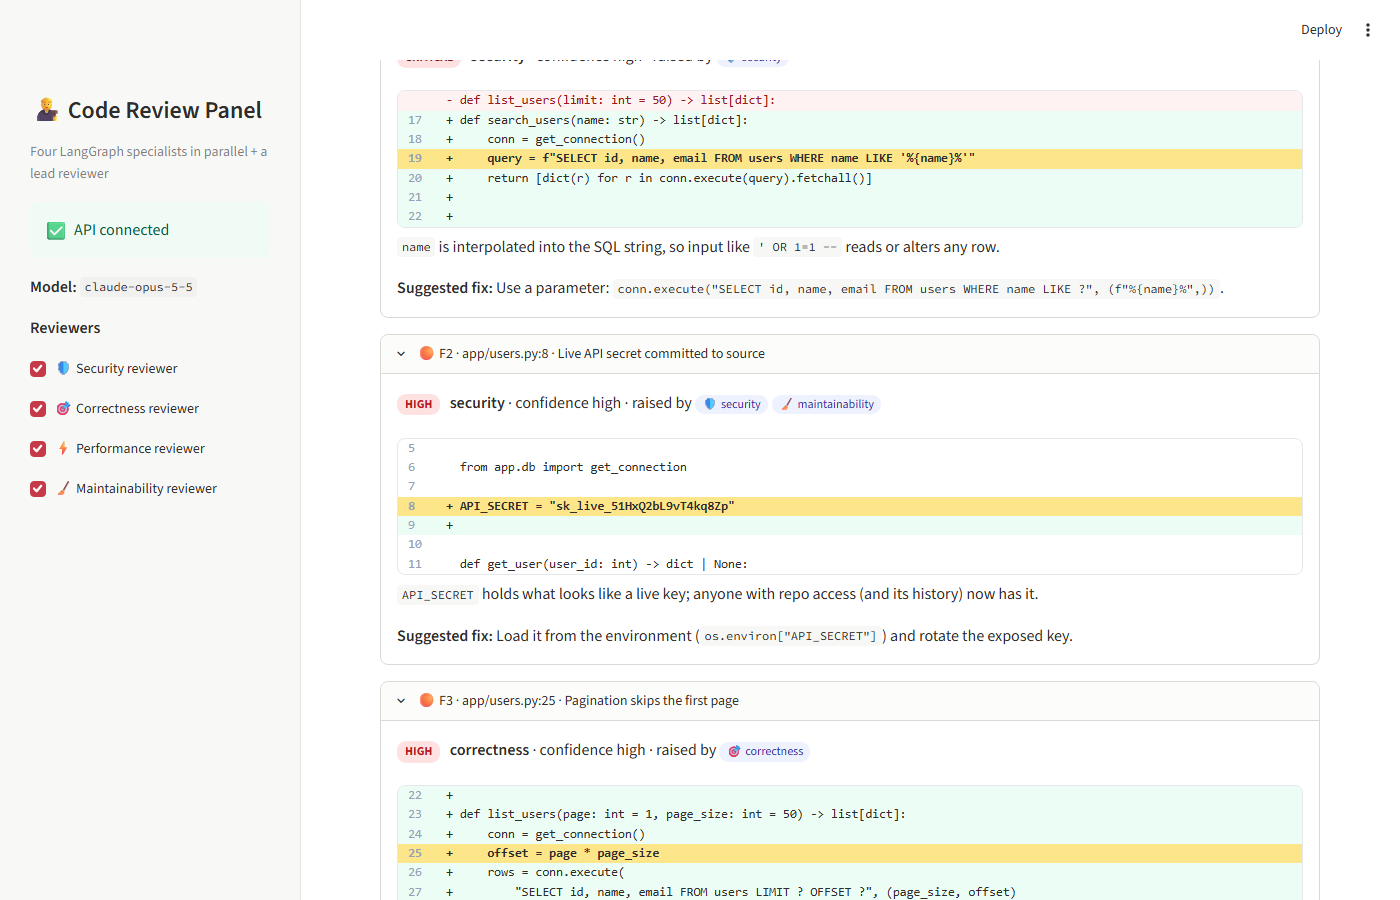 Deploy
Code Review Panel
Four LangGraph specialists in parallel + a
lead reviewer
API connected
Model: claude-opus-5-5
Reviewers
Security reviewer
Correctness reviewer
Performance reviewer
Maintainability reviewer
- def list_users(limit: int = 50) -> list[dict]:
17 + def search_users(name: str) -> list[dict]:
18 + conn = get_connection()
19 + query = f"SELECT id, name, email FROM users WHERE name LIKE '%{name}%'"
20 + return [dict(r) for r in conn.execute(query).fetchall()]
21 +
22 +
name is interpolated into the SQL string, so input like ' OR 1=1 -- reads or alters any row.
Suggested fix: Use a parameter: conn.execute("SELECT id, name, email FROM users WHERE name LIKE ?", (f"%{name}%",)) .
F2 · app/users.py:8 · Live API secret committed to source
HIGH security · confidence high · raised by security maintainability
5
6 from app.db import get_connection
7
8 + API_SECRET = "sk_live_51HxQ2bL9vT4kq8Zp"
9 +
10
11 def get_user(user_id: int) -> dict | None:
API_SECRET holds what looks like a live key; anyone with repo access (and its history) now has it.
Suggested fix: Load it from the environment ( os.environ["API_SECRET"] ) and rotate the exposed key.
F3 · app/users.py:25 · Pagination skips the first page
HIGH correctness · confidence high · raised by correctness
22 +
23 + def list_users(page: int = 1, page_size: int = 50) -> list[dict]:
24 + conn = get_connection()
25 + offset = page * page_size
26 + rows = conn.execute(
27 + "SELECT id, name, email FROM users LIMIT ? OFFSET ?", (page_size, offset)